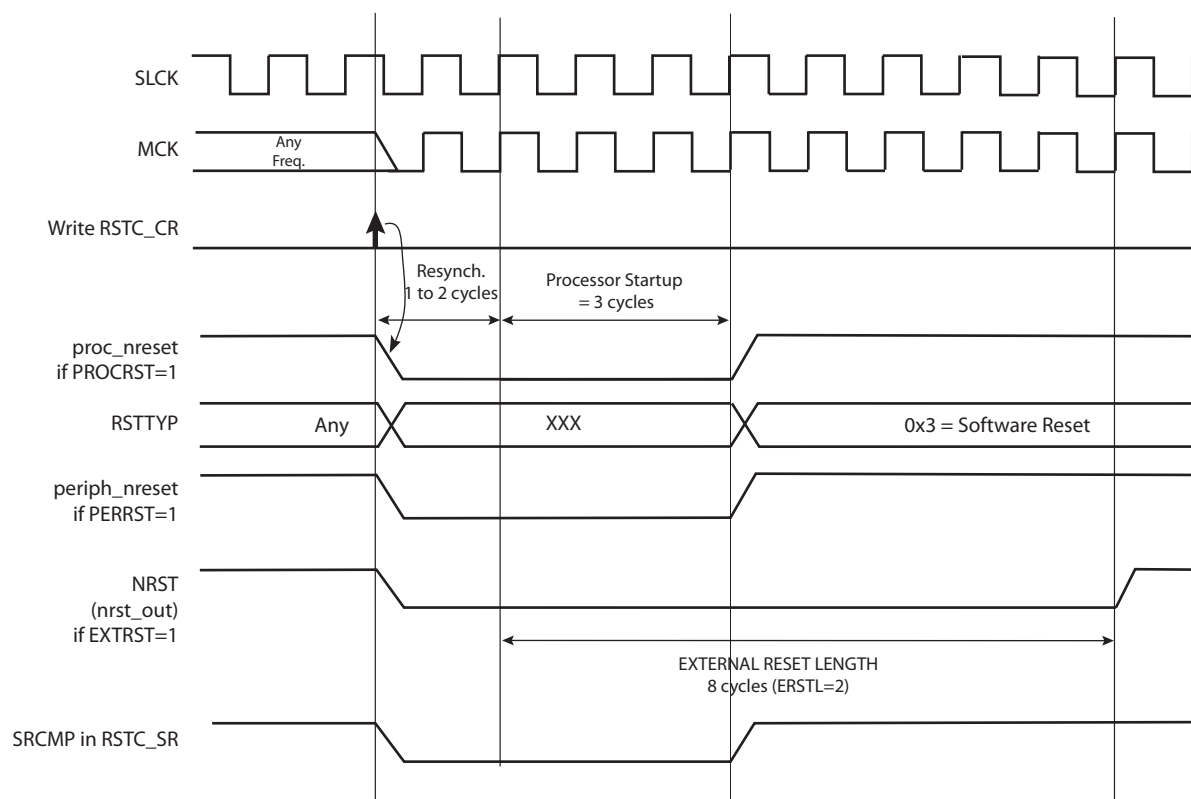 SLCK
MCK
Any
Freq.
Write RSTC_CR
Resynch.
1 to 2 cycles
Processor Startup
= 3 cycles
proc_nreset
if PROCRST=1
RSTTYP
Any
XXX
0x3 = Software Reset
periph_nreset
if PERRST=1
NRST
(nrst_out)
if EXTRST=1
EXTERNAL RESET LENGTH
8 cycles (ERSTL=2)
SRCMP in RSTC_SR